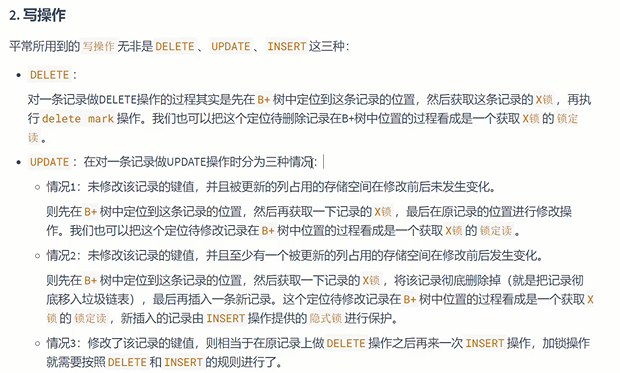 2. 写操作
平常所用到的 写操作 无非是 DELETE 、 UPDATE 、 INSERT 这三种：
• DELETE ：
对一条记录做DELETE操作的过程其实是先在 B+ 树中定位到这条记录的位置，然后获取这条记录的 X锁 ，再执
行 delete mark 操作。我们也可以把这个定位待删除记录在B+树中位置的过程看成是一个获取 X锁 的 锁定
读 。
• UPDATE ：在对一条记录做UPDATE操作时分为三种情况：
◦ 情况1：未修改该记录的键值，并且被更新的列占用的存储空间在修改前后未发生变化。
则先在 B+ 树中定位到这条记录的位置，然后再获取一下记录的 X锁 ，最后在原记录的位置进行修改操
作。我们也可以把这个定位待修改记录在 B+ 树中位置的过程看成是一个获取 X锁 的 锁定读 。
◦ 情况2：未修改该记录的键值，并且至少有一个被更新的列占用的存储空间在修改前后发生变化。
则先在 B+ 树中定位到这条记录的位置，然后获取一下记录的 X锁 ，将该记录彻底删除掉（就是把记录彻
底移入垃圾链表），最后再插入一条新记录。这个定位待修改记录在 B+ 树中位置的过程看成是一个获取 X
锁 的 锁定读 ，新插入的记录由 INSERT 操作提供的 隐式锁 进行保护。
◦ 情况3：修改了该记录的键值，则相当于在原记录上做 DELETE 操作之后再来一次 INSERT 操作，加锁操作
就需要按照 DELETE 和 INSERT 的规则进行了。